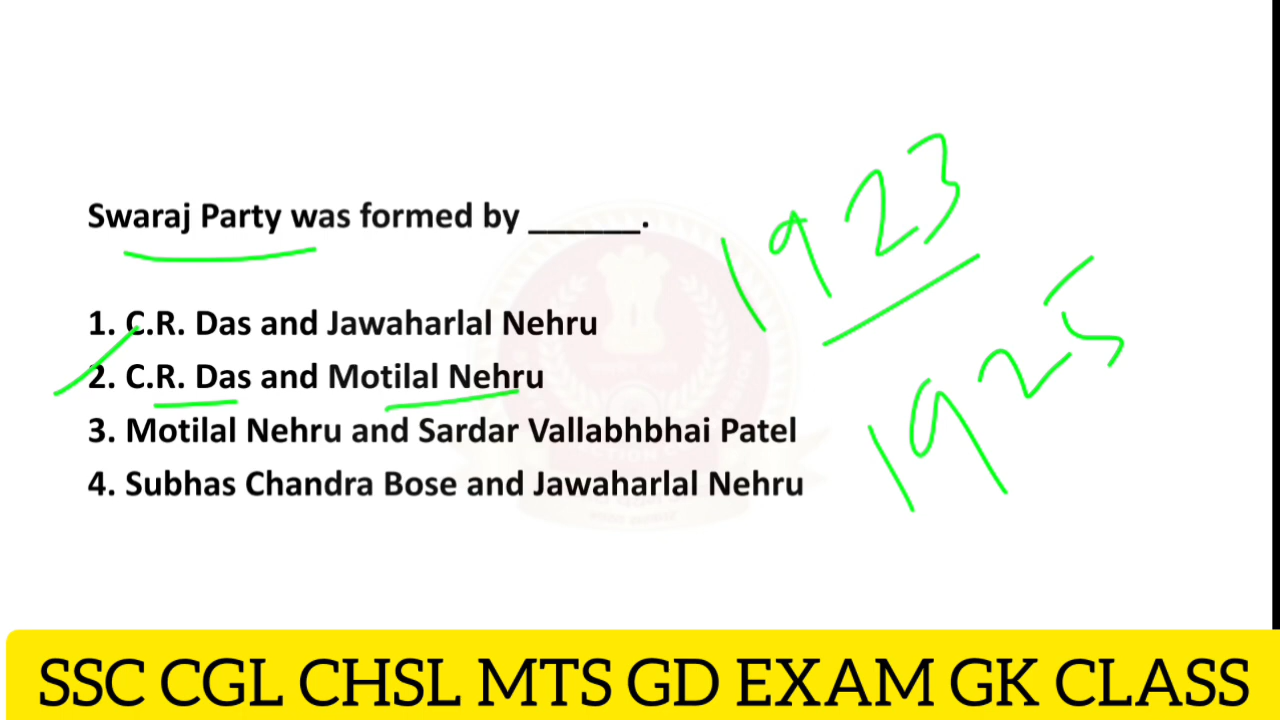 Swaraj Party was formed by ______.
1923
1. C.R. Das and Jawaharlal Nehru
2. C.R. Das and Motilal Nehru
1925
3. Motilal Nehru and Sardar Vallabhbhai Patel
4. Subhas Chandra Bose and Jawaharlal Nehru
SSC CGL CHSL MTS GD EXAM GK CLASS